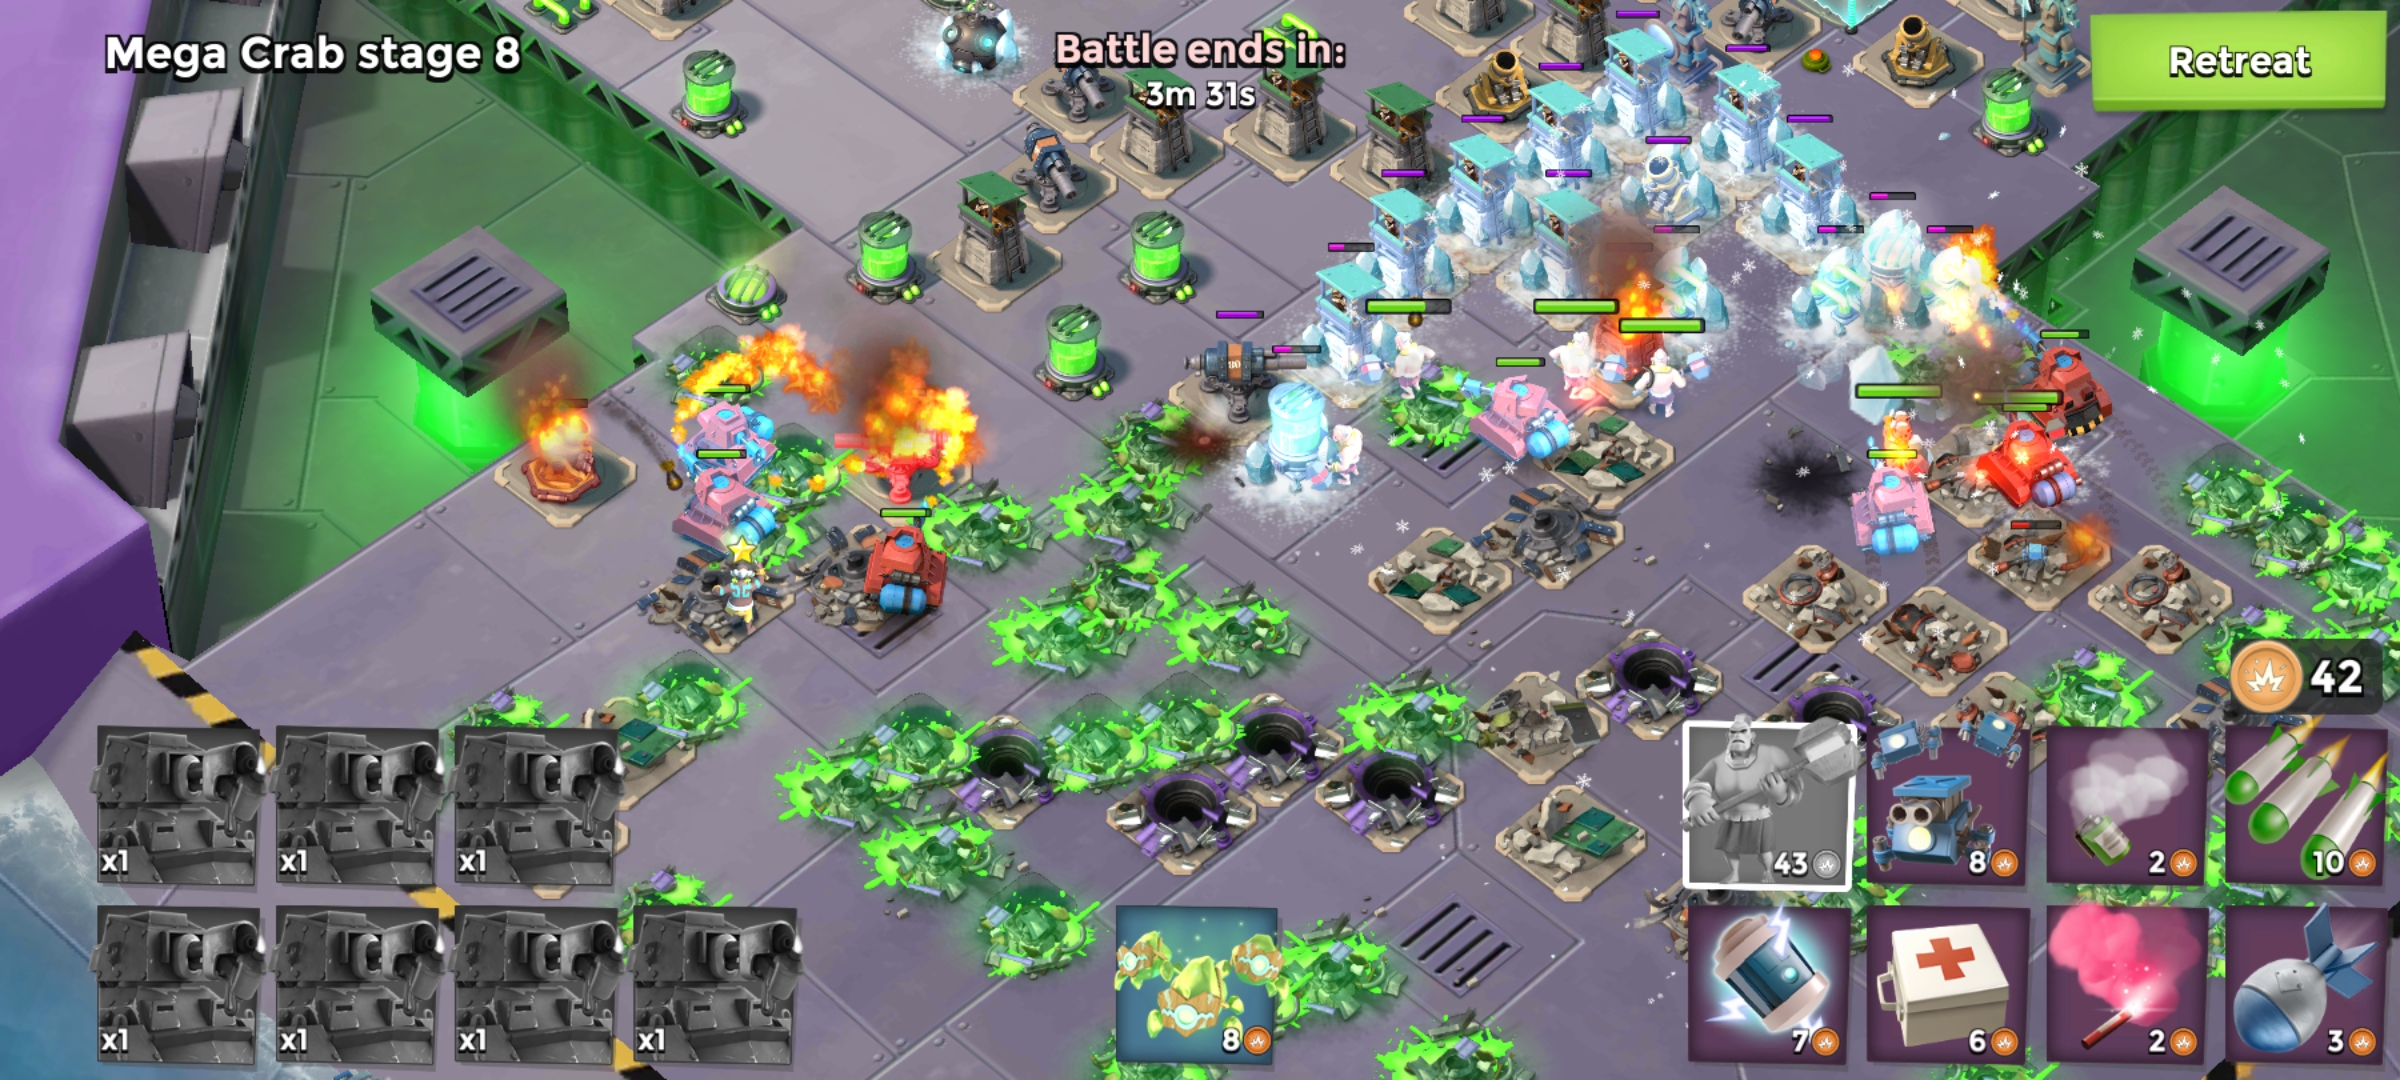 Mega Crab stage 8
Battle ends in:
3m 31s
Retreat
42
x1
x1
x1
43
8
2
10
x1
x1
x1
x1
8
7
6
2
3